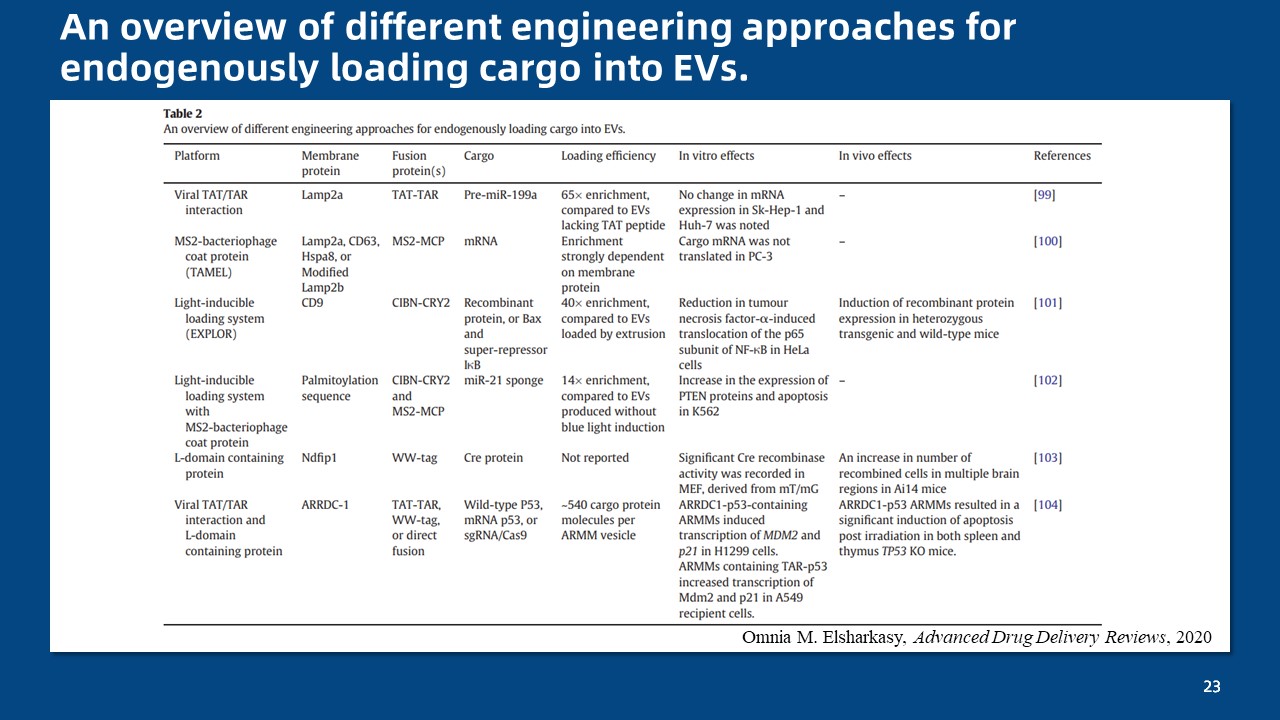 An overview of different engineering approaches for
endogenously loading cargo into EVs.
Table 2
An overview of different engineering approaches for endogenously loading cargo into EVs.
Platform
Membrane
protein
Fusion
protein(s)
Cargo
Loading efficiency
In vitro effects
In vivo effects
References
Viral TAT/TAR
interaction
Lamp2a
TAT-TAR
Pre-miR-199a
65× enrichment,
compared to EVs
lacking TAT peptide
No change in mRNA
expression in Sk-Hep-1 and
Huh-7 was noted
–
[99]
MS2-bacteriophage
coat protein
(TAMEL)
Lamp2a, CD63,
Hspa8, or
Modified
Lamp2b
MS2-MCP
mRNA
Enrichment
strongly dependent
on membrane
protein
Cargo mRNA was not
translated in PC-3
–
[100]
Light-inducible
loading system
(EXPLOR)
CD9
CIBN-CRY2
Recombinant
protein, or Bax
and
super-repressor
IκB
40× enrichment,
compared to EVs
loaded by extrusion
Reduction in tumour
necrosis factor-α-induced
translocation of the p65
subunit of NF-κB in HeLa
cells
Induction of recombinant protein
expression in heterozygous
transgenic and wild-type mice
[101]
Light-inducible
loading system
with
MS2-bacteriophage
coat protein
Palmitoylation
sequence
CIBN-CRY2
and
MS2-MCP
miR-21 sponge
14× enrichment,
compared to EVs
produced without
blue light induction
Increase in the expression of
PTEN proteins and apoptosis
in K562
–
[102]
L-domain containing
protein
Ndfip1
WW-tag
Cre protein
Not reported
Significant Cre recombinase
activity was recorded in
MEF, derived from mT/mG
An increase in number of
recombined cells in multiple brain
regions in Ai14 mice
[103]
Viral TAT/TAR
interaction and
L-domain
containing protein
ARRDC-1
TAT-TAR,
WW-tag,
or direct
fusion
Wild-type P53,
mRNA p53, or
sgRNA/Cas9
~540 cargo protein
molecules per
ARMM vesicle
ARRDC1-p53-containing
ARMMs induced
transcription of MDM2 and
p21 in H1299 cells.
ARMMs containing TAR-p53
increased transcription of
Mdm2 and p21 in A549
recipient cells.
ARRDC1-p53 ARMMs resulted in a
significant induction of apoptosis
post irradiation in both spleen and
thymus TP53 KO mice.
[104]
Omnia M. Elsharkasy, Advanced Drug Delivery Reviews, 2020
23